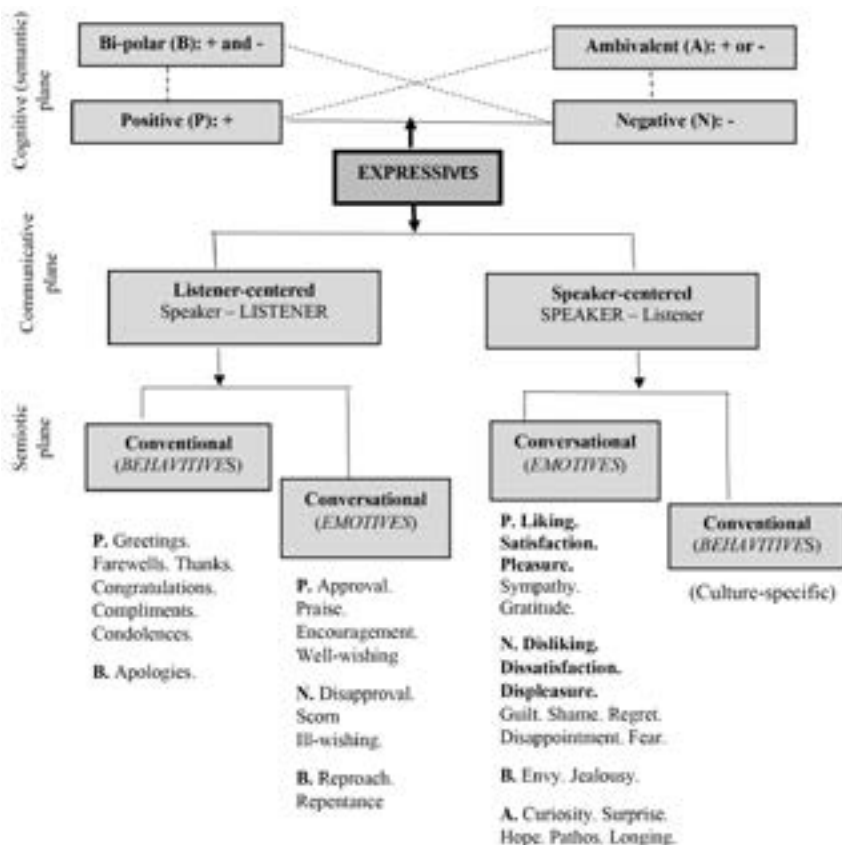 Cognitive (semantic)
plane
Bi-polar (B): + and -
Ambivalent (A): + or -
Positive (P): +
Negative (N): -
EXPRESSIVES
Communicative
plane
Listener-centered
Speaker – LISTENER
Speaker-centered
SPEAKER – Listener
Semiotic
plane
Conventional
(BEHAVITIVES)
P. Greetings.
Farewells. Thanks.
Congratulations.
Compliments.
Condolences.
B. Apologies.
Conversational
(EMOTIVES)
P. Approval.
Praise.
Encouragement.
Well-wishing
N. Disapproval.
Scorn
Ill-wishing.
B. Reproach.
Repentance
Conversational
(EMOTIVES)
P. Liking.
Satisfaction.
Pleasure.
Sympathy.
Gratitude.
N. Disliking.
Dissatisfaction.
Displeasure.
Guilt. Shame. Regret.
Disappointment. Fear.
B. Envy. Jealousy.
A. Curiosity. Surprise.
Hope. Pathos. Longing.
Conventional
(BEHAVITIVES)
(Culture-specific)